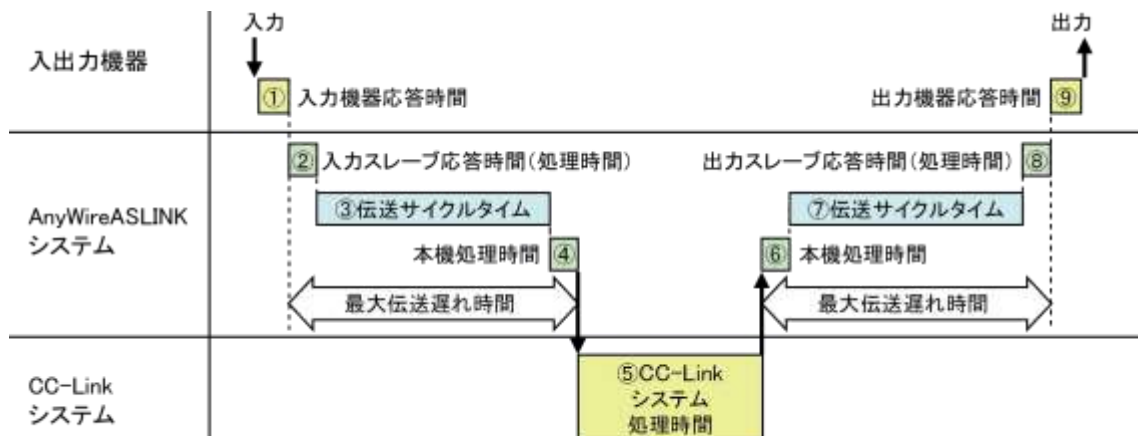 入力
出力
入出力機器
① 入力機器応答時間
出力機器応答時間 ⑨
② 入力スレーブ応答時間(処理時間)
出力スレーブ応答時間(処理時間) ⑧
AnyWireASLINK
システム
③伝送サイクルタイム
⑦伝送サイクルタイム
本機処理時間 ④
⑥ 本機処理時間
最大伝送遅れ時間
最大伝送遅れ時間
CC-Link
システム
⑤CC-Link
システム
処理時間